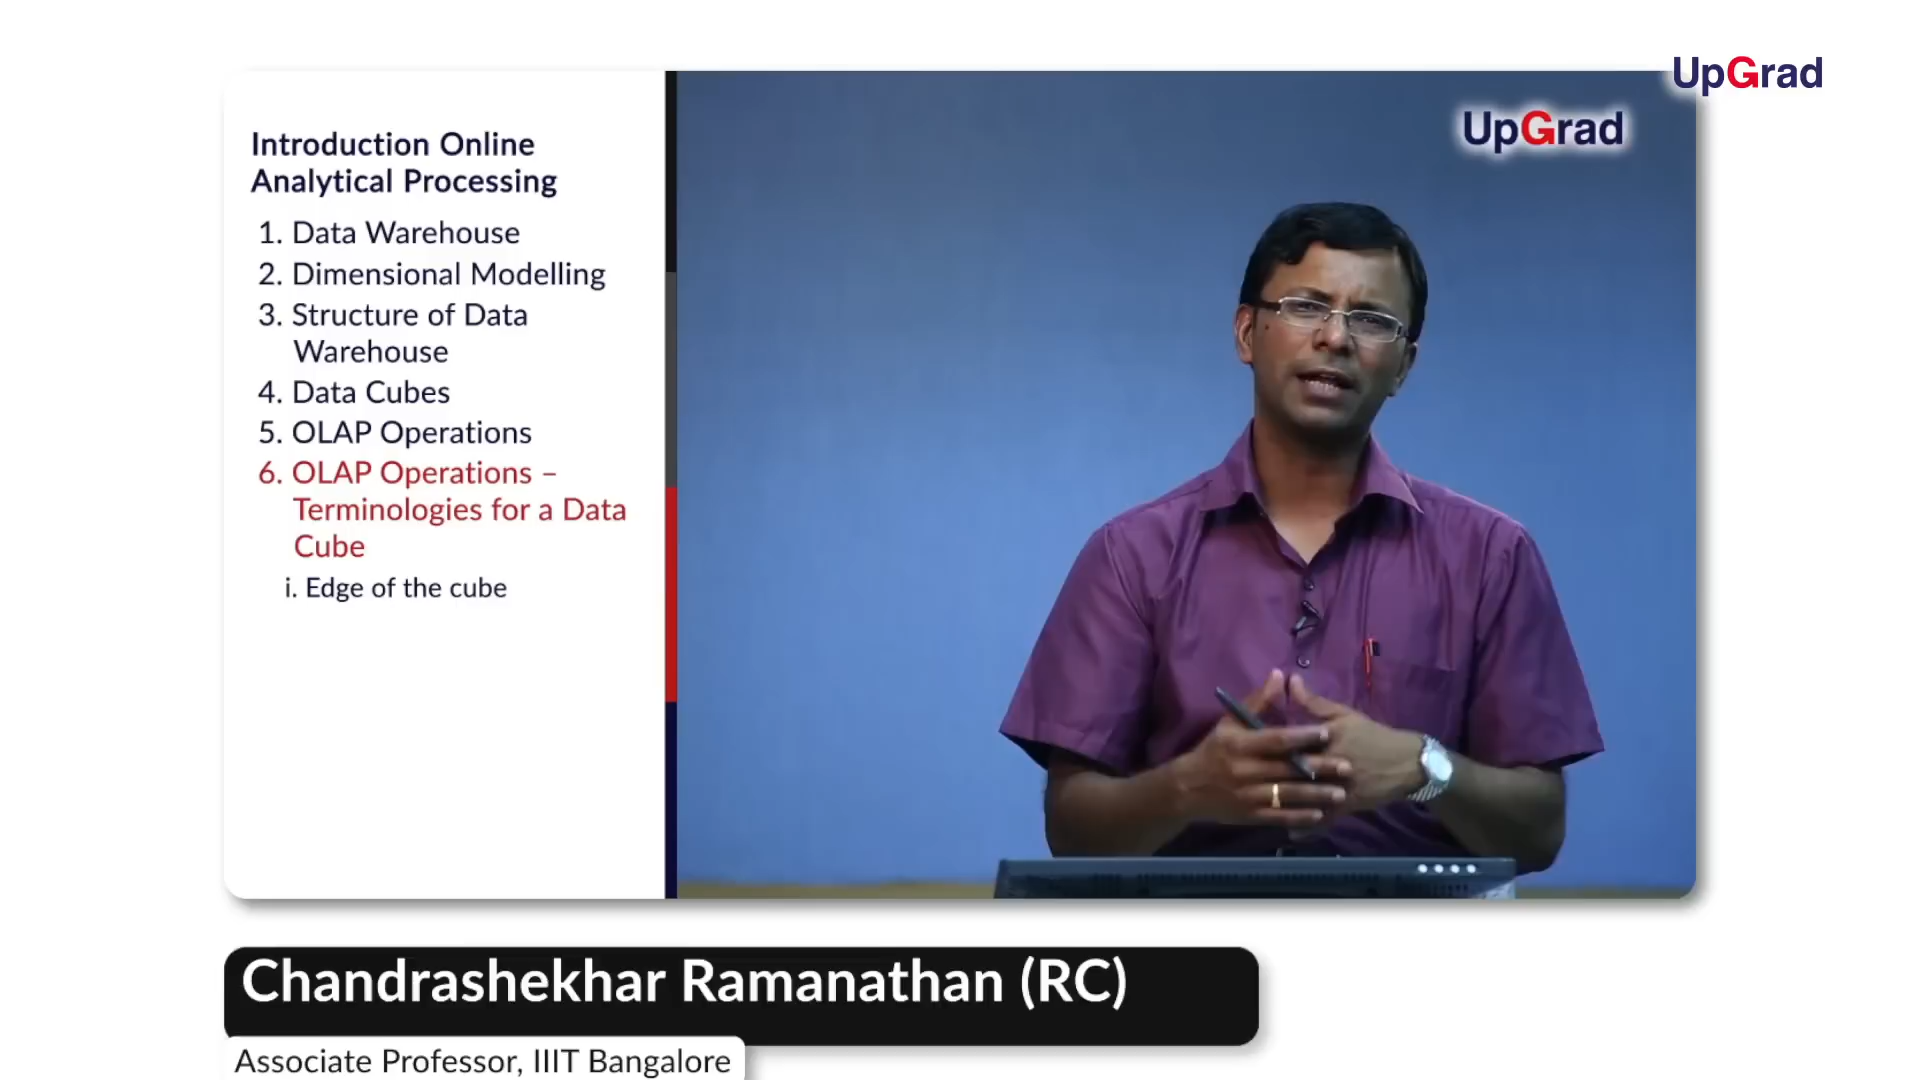 UpGrad
UpGrad
Introduction Online
Analytical Processing
1. Data Warehouse
2. Dimensional Modelling
3. Structure of Data
Warehouse
4. Data Cubes
5. OLAP Operations
6. OLAP Operations –
Terminologies for a Data
Cube
i. Edge of the cube
Chandrashekhar Ramanathan (RC)
Associate Professor, IIIT Bangalore